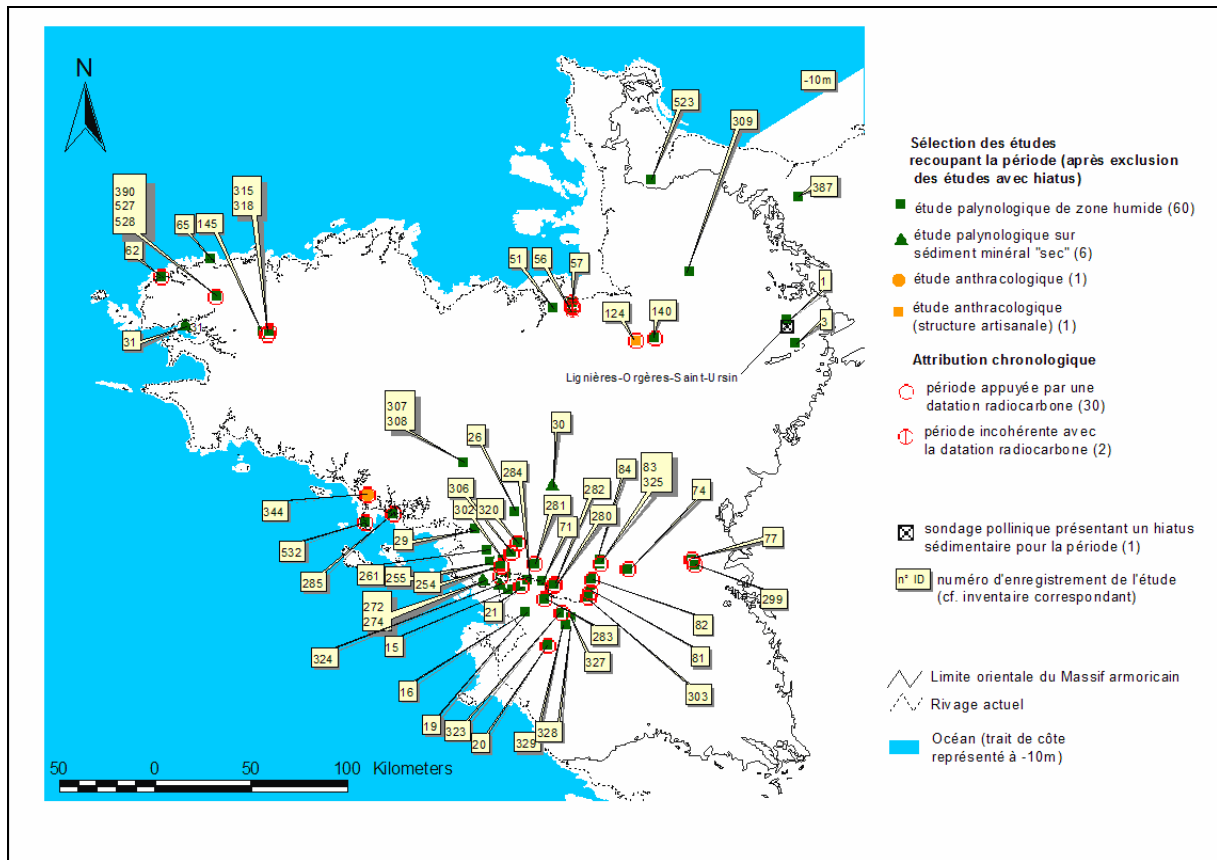 N
-10m
523
309
387
390
527
528
315
318
65
145
62
31
31
51
56
57
124
140
1
3
Lignières-Orgères-Saint-Ursin
307
308
26
30
284
84
83
325
306
282
281
280
74
302
320
71
77
344
29
532
285
261
255
254
272
274
21
15
324
16
19
323
20
329
328
327
283
303
81
82
299
50 0 50 100 Kilometers
Sélection des études
recoupant la période (après exclusion
des études avec hiatus)
étude palynologique de zone humide (60)
étude palynologique sur
sédiment minéral "sec" (6)
étude anthracologique (1)
étude anthracologique
(structure artisanale) (1)
Attribution chronologique
période appuyée par une
datation radiocarbone (30)
période incohérente avec
la datation radiocarbone (2)
sondage pollinique présentant un hiatus
sédimentaire pour la période (1)
n° ID numéro d'enregistrement de l'étude
(cf. inventaire correspondant)
Limite orientale du Massif armoricain
Rivage actuel
Océan (trait de côte
représenté à -10m)